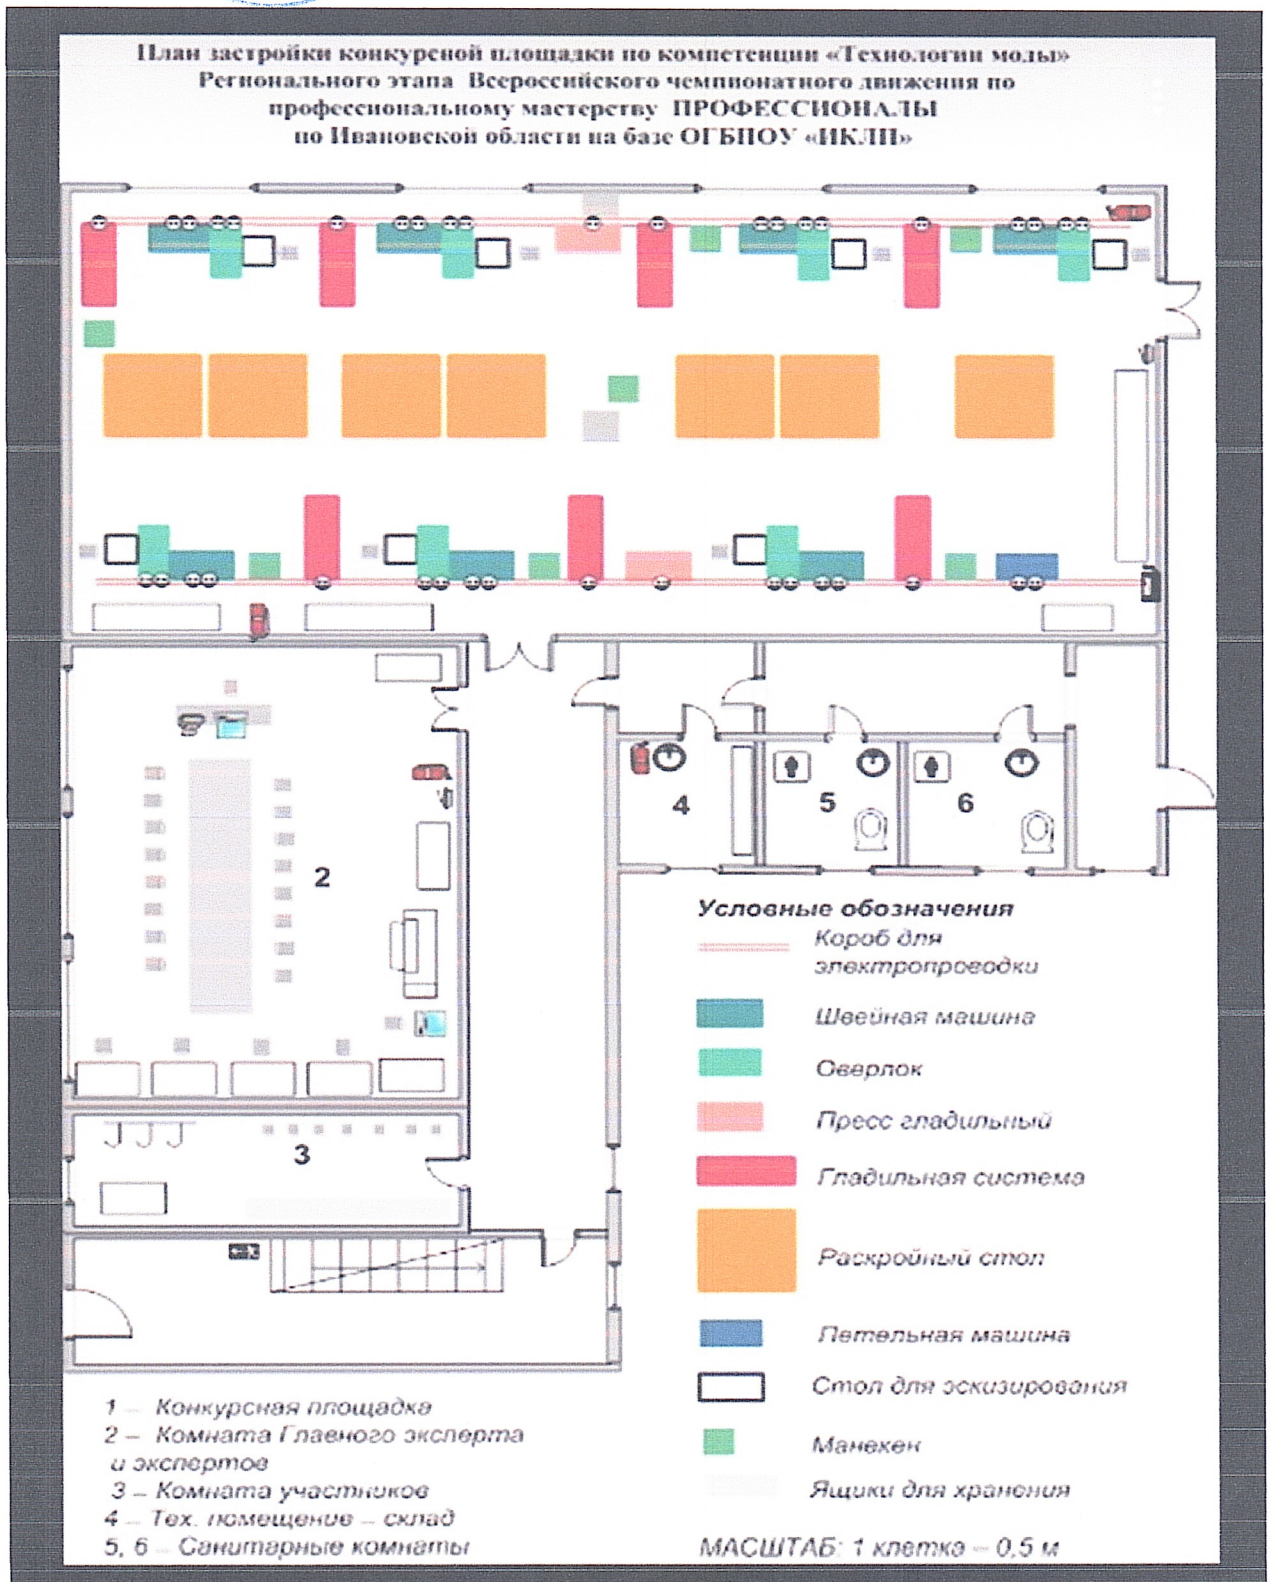 План застройки конкурсной площадки по компетенции «Технологии моды»
Регионального этапа Всероссийского чемпионатного движения по
профессиональному мастерству ПРОФЕССИОНАЛЫ
по Ивановской области на базе ОГБПОУ «ИКЛП»
4
5
6
2
3
Условные обозначения
Короб для
электропроводки
Швейная машина
Оверлок
Пресс гладильный
Гладильная система
Раскройный стол
Петельная машина
Стол для эскизирования
Манекен
Ящики для хранения
МАСШТАБ: 1 клетка – 0,5 м
1 – Конкурсная площадка
2 – Комната Главного эксперта
и экспертов
3 – Комната участников
4 – Тех. помещение – склад
5, 6 – Санитарные комнаты